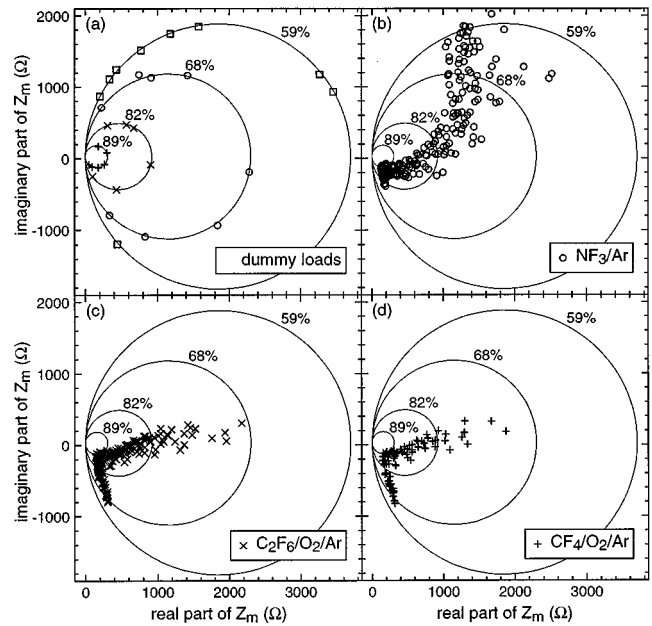 (a)
59%
68%
82%
89%
dummy loads
2000
1000
0
-1000
imaginary part of Zm (Ω)
(b)
59%
68%
82%
89%
NF3/Ar
(c)
59%
68%
82%
89%
C2F6/O2/Ar
2000
1000
0
-1000
imaginary part of Zm (Ω)
0 1000 2000 3000
real part of Zm (Ω)
(d)
59%
68%
82%
89%
CF4/O2/Ar
0 1000 2000 3000
real part of Zm (Ω)